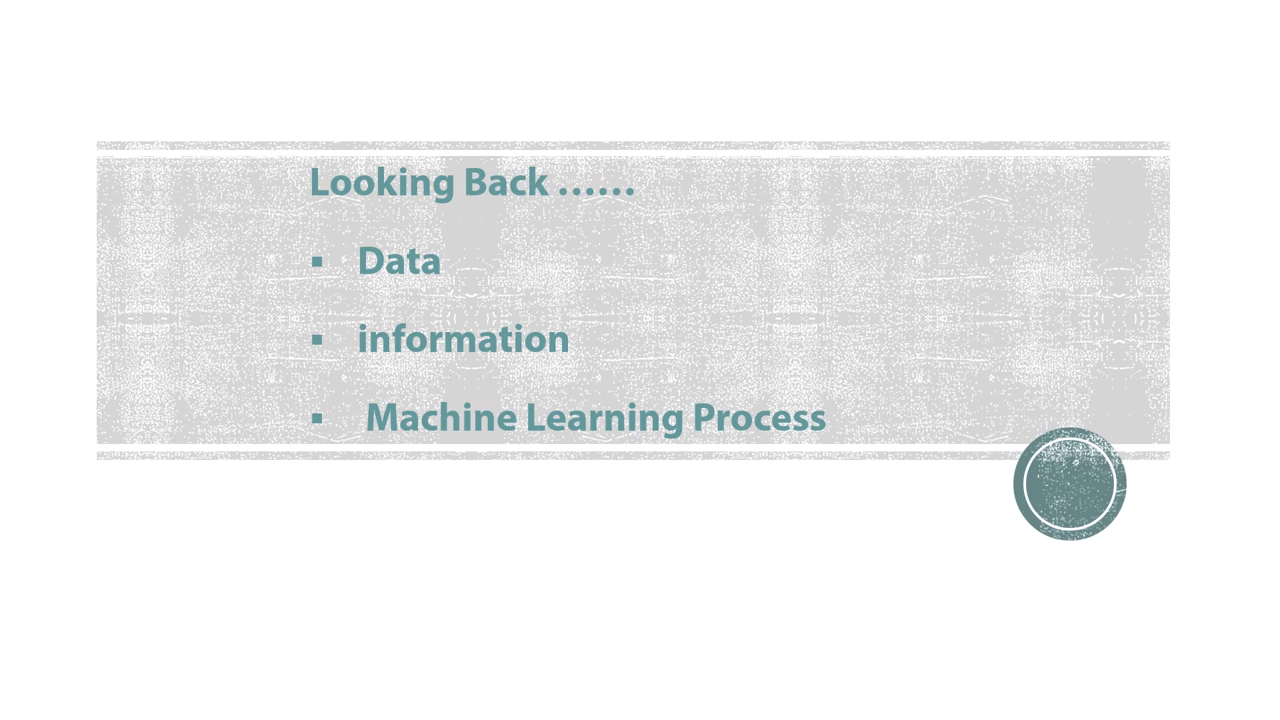 Looking Back ......
▪ Data
▪ information
▪ Machine Learning Process